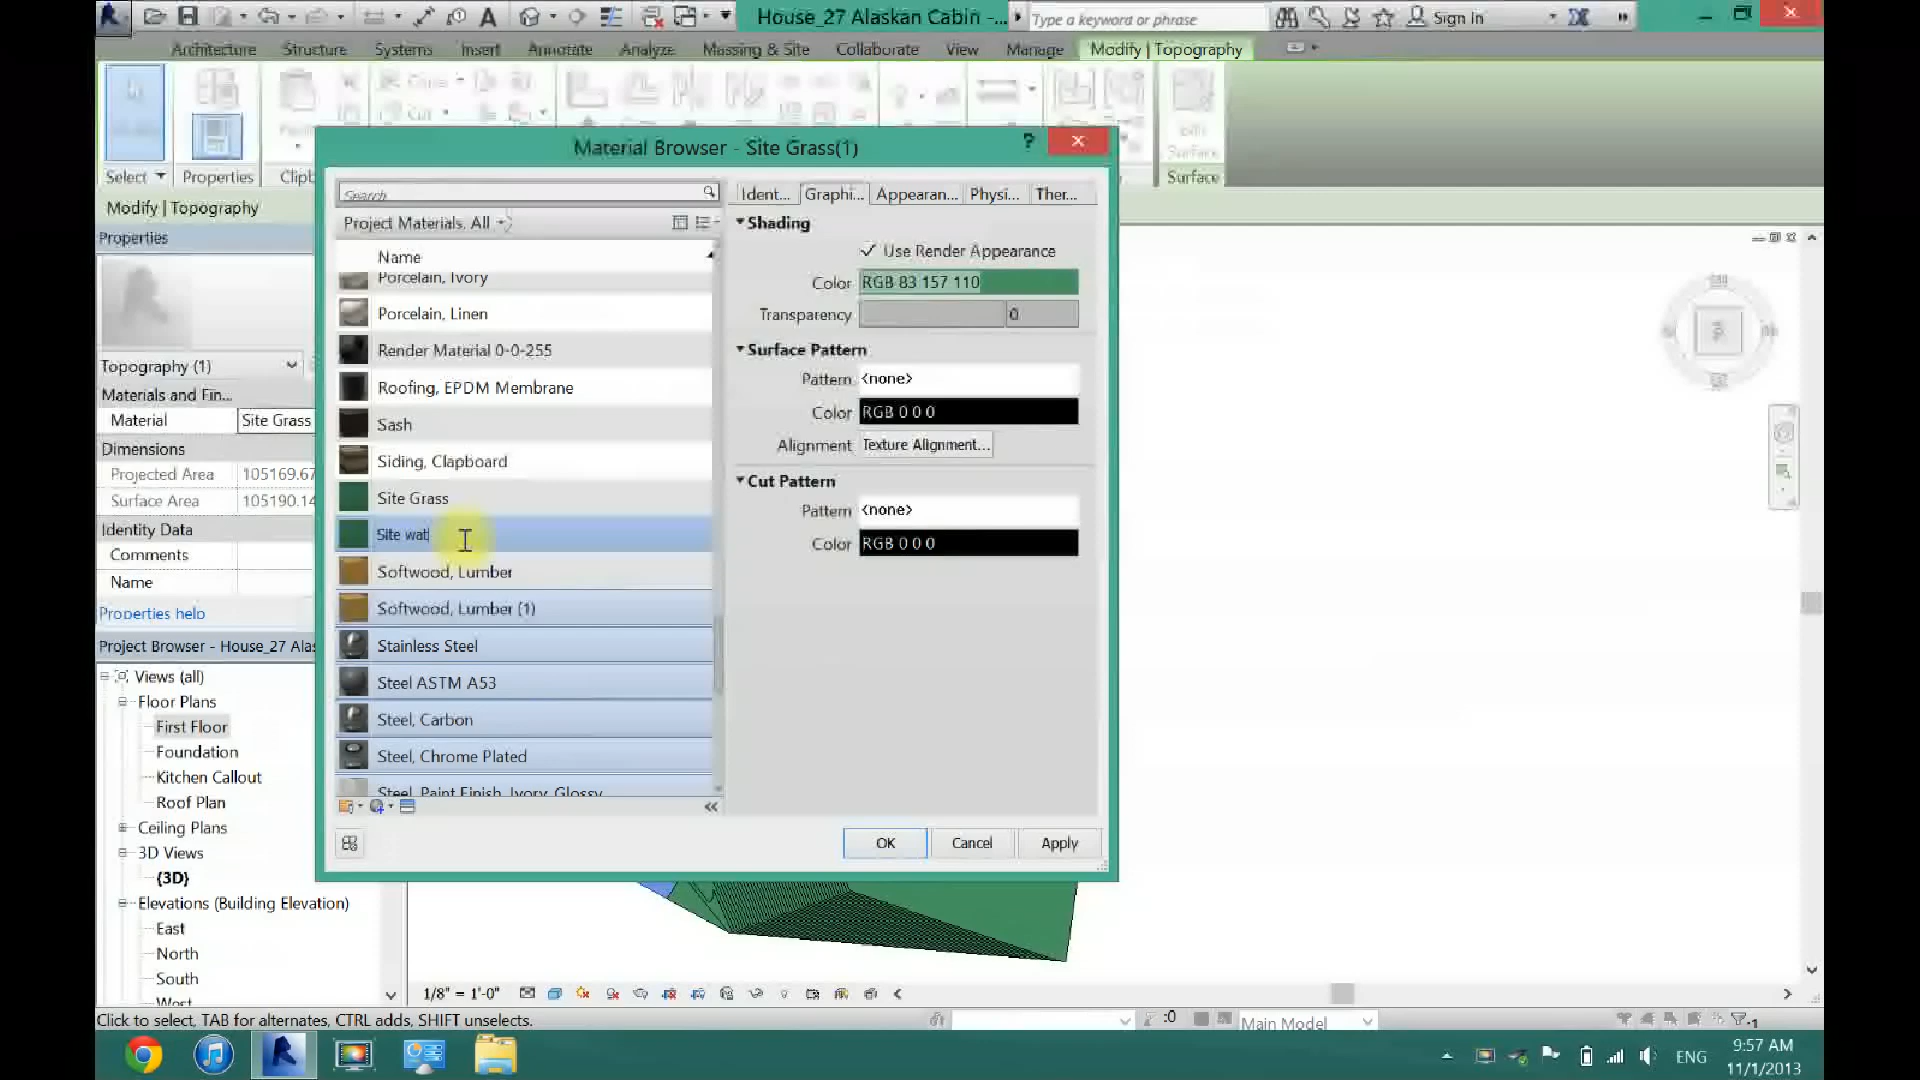 House_27 Alaskan Cabin -...
Type a keyword or phrase
Sign In
Architecture
Structure
Systems
Insert
Annotate
Analyze
Massing & Site
Collaborate
View
Manage
Modify | Topography
Select
Properties
Surface
Modify | Topography
Properties
Topography (1)
Materials and Fin...
Material
Site Grass
Dimensions
Projected Area
105169.67
Surface Area
105190.14
Identity Data
Comments
Name
Properties help
Project Browser - House_27 Alas
Views (all)
Floor Plans
First Floor
Foundation
Kitchen Callout
Roof Plan
Ceiling Plans
3D Views
{3D}
Elevations (Building Elevation)
East
North
South
West
Material Browser - Site Grass(1)
?
Search
Project Materials, All
Name
Porcelain, Ivory
Porcelain, Linen
Render Material 0-0-255
Roofing, EPDM Membrane
Sash
Siding, Clapboard
Site Grass
Site wat
Softwood, Lumber
Softwood, Lumber (1)
Stainless Steel
Steel ASTM A53
Steel, Carbon
Steel, Chrome Plated
Steel, Paint Finish, Ivory, Glossy
Ident...
Graphi...
Appearan...
Physi...
Ther...
Shading
Use Render Appearance
Color
RGB 83 157 110
Transparency
0
Surface Pattern
Pattern
<none>
Color
RGB 0 0 0
Alignment
Texture Alignment...
Cut Pattern
Pattern
<none>
Color
RGB 0 0 0
OK
Cancel
Apply
1/8" = 1'-0"
Click to select, TAB for alternates, CTRL adds, SHIFT unselects.
:0
Main Model
ENG
9:57 AM
11/1/2013